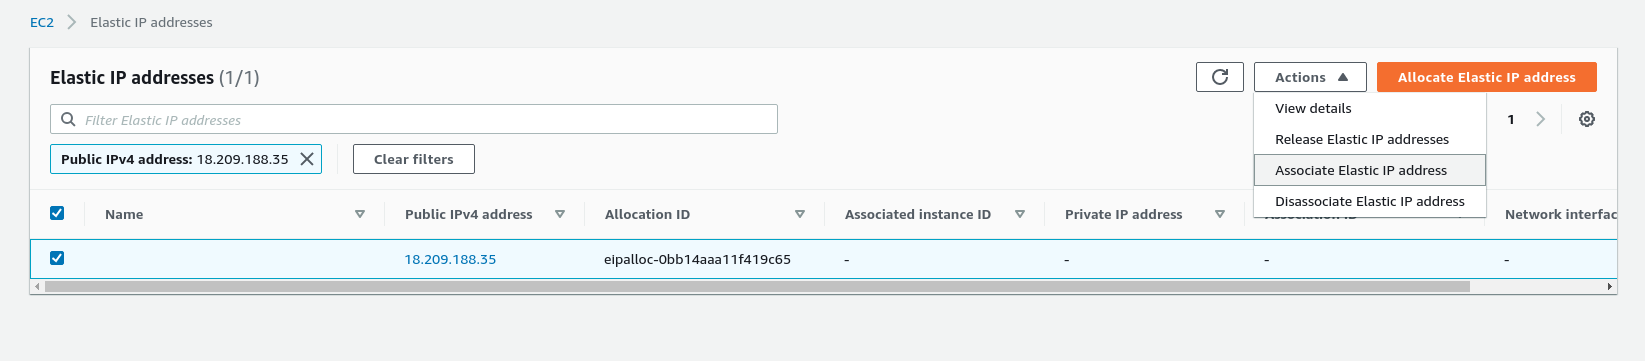 EC2 > Elastic IP addresses
Elastic IP addresses (1/1)
Actions
Allocate Elastic IP address
Filter Elastic IP addresses
1
View details
Release Elastic IP addresses
Associate Elastic IP address
Disassociate Elastic IP address
Public IPv4 address: 18.209.188.35
Clear filters
Name Public IPv4 address Allocation ID Associated instance ID Private IP address Network interfac
18.209.188.35 eipalloc-0bb14aaa11f419c65 - - - -